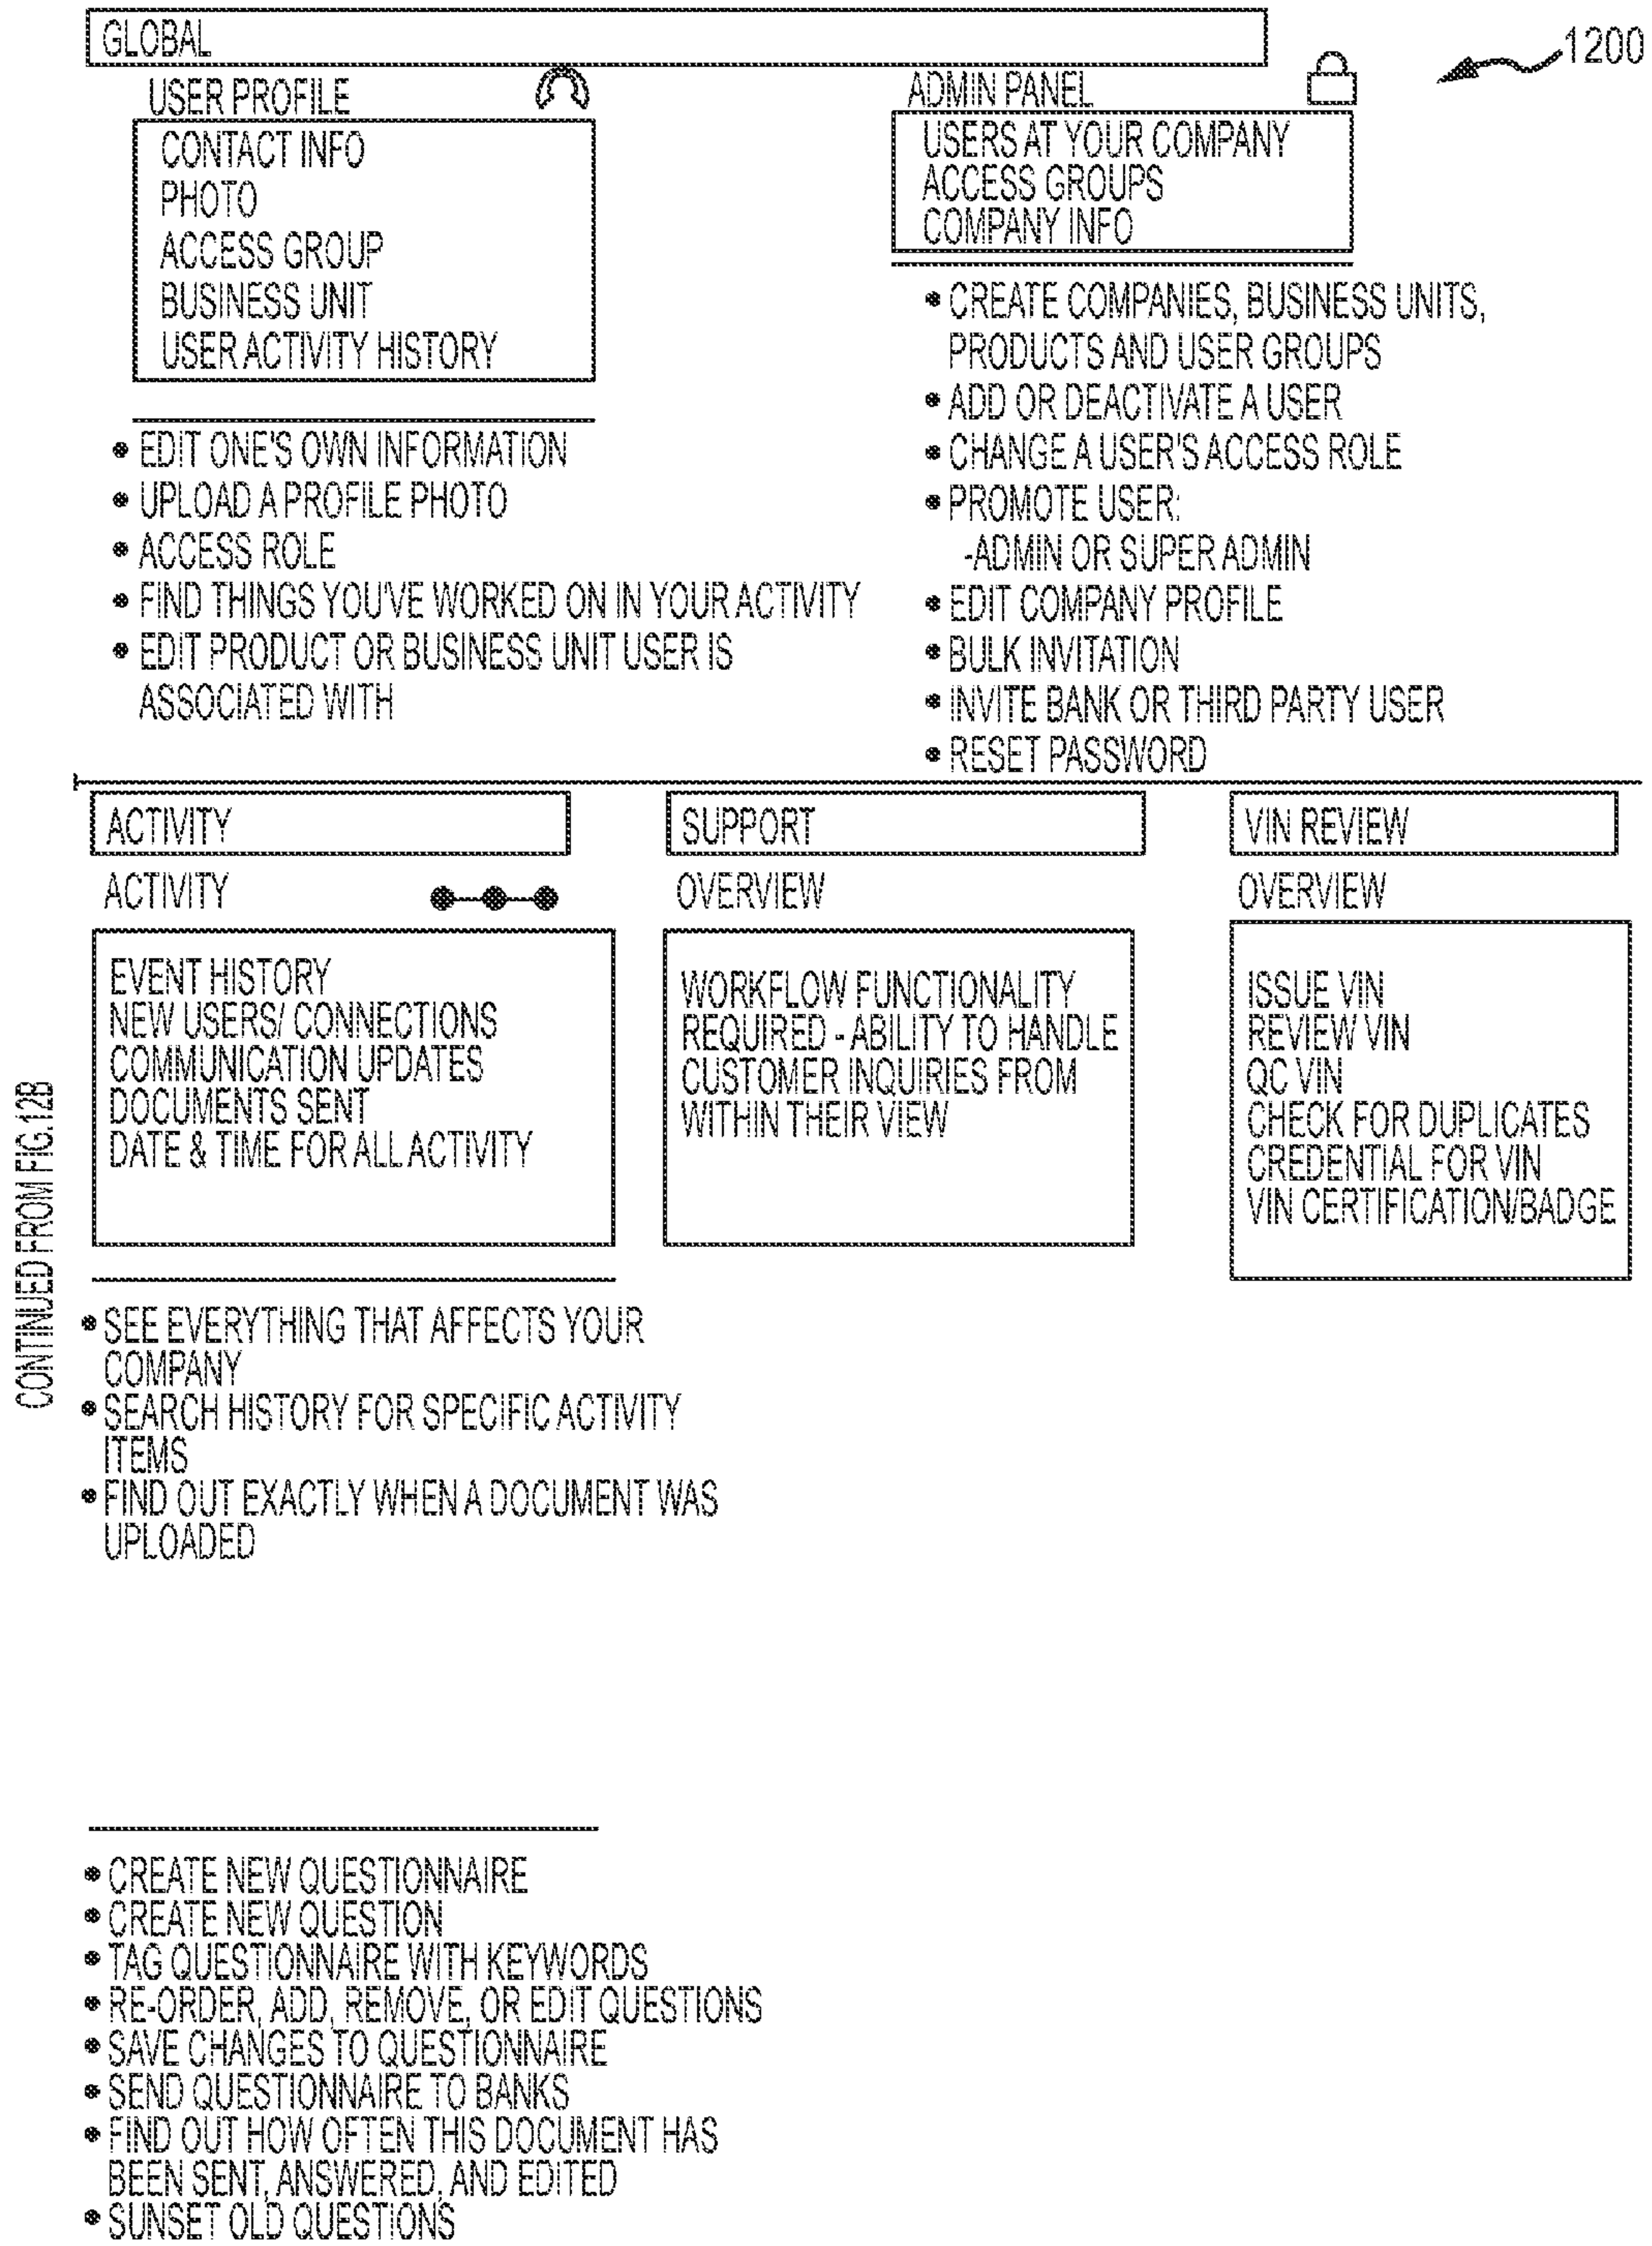 GLOBAL
1200
USER PROFILE
CONTACT INFO
PHOTO
ACCESS GROUP
BUSINESS UNIT
USER ACTIVITY HISTORY
• EDIT ONE'S OWN INFORMATION
• UPLOAD A PROFILE PHOTO
• ACCESS ROLE
• FIND THINGS YOU'VE WORKED ON IN YOUR ACTIVITY
• EDIT PRODUCT OR BUSINESS UNIT USER IS
ASSOCIATED WITH
ADMIN PANEL
USERS AT YOUR COMPANY
ACCESS GROUPS
COMPANY INFO
• CREATE COMPANIES, BUSINESS UNITS,
PRODUCTS AND USER GROUPS
• ADD OR DEACTIVATE A USER
• CHANGE A USER'S ACCESS ROLE
• PROMOTE USER:
-ADMIN OR SUPER ADMIN
• EDIT COMPANY PROFILE
• BULK INVITATION
• INVITE BANK OR THIRD PARTY USER
• RESET PASSWORD
CONTINUED FROM FIG.12B
ACTIVITY
ACTIVITY
EVENT HISTORY
NEW USERS/ CONNECTIONS
COMMUNICATION UPDATES
DOCUMENTS SENT
DATE & TIME FOR ALL ACTIVITY
• SEE EVERYTHING THAT AFFECTS YOUR
COMPANY
• SEARCH HISTORY FOR SPECIFIC ACTIVITY
ITEMS
• FIND OUT EXACTLY WHEN A DOCUMENT WAS
UPLOADED
SUPPORT
OVERVIEW
WORKFLOW FUNCTIONALITY
REQUIRED - ABILITY TO HANDLE
CUSTOMER INQUIRIES FROM
WITHIN THEIR VIEW
VIN REVIEW
OVERVIEW
ISSUE VIN
REVIEW VIN
QC VIN
CHECK FOR DUPLICATES
CREDENTIAL FOR VIN
VIN CERTIFICATION/BADGE
• CREATE NEW QUESTIONNAIRE
• CREATE NEW QUESTION
• TAG QUESTIONNAIRE WITH KEYWORDS
• RE-ORDER, ADD, REMOVE, OR EDIT QUESTIONS
• SAVE CHANGES TO QUESTIONNAIRE
• SEND QUESTIONNAIRE TO BANKS
• FIND OUT HOW OFTEN THIS DOCUMENT HAS
BEEN SENT, ANSWERED, AND EDITED
• SUNSET OLD QUESTIONS